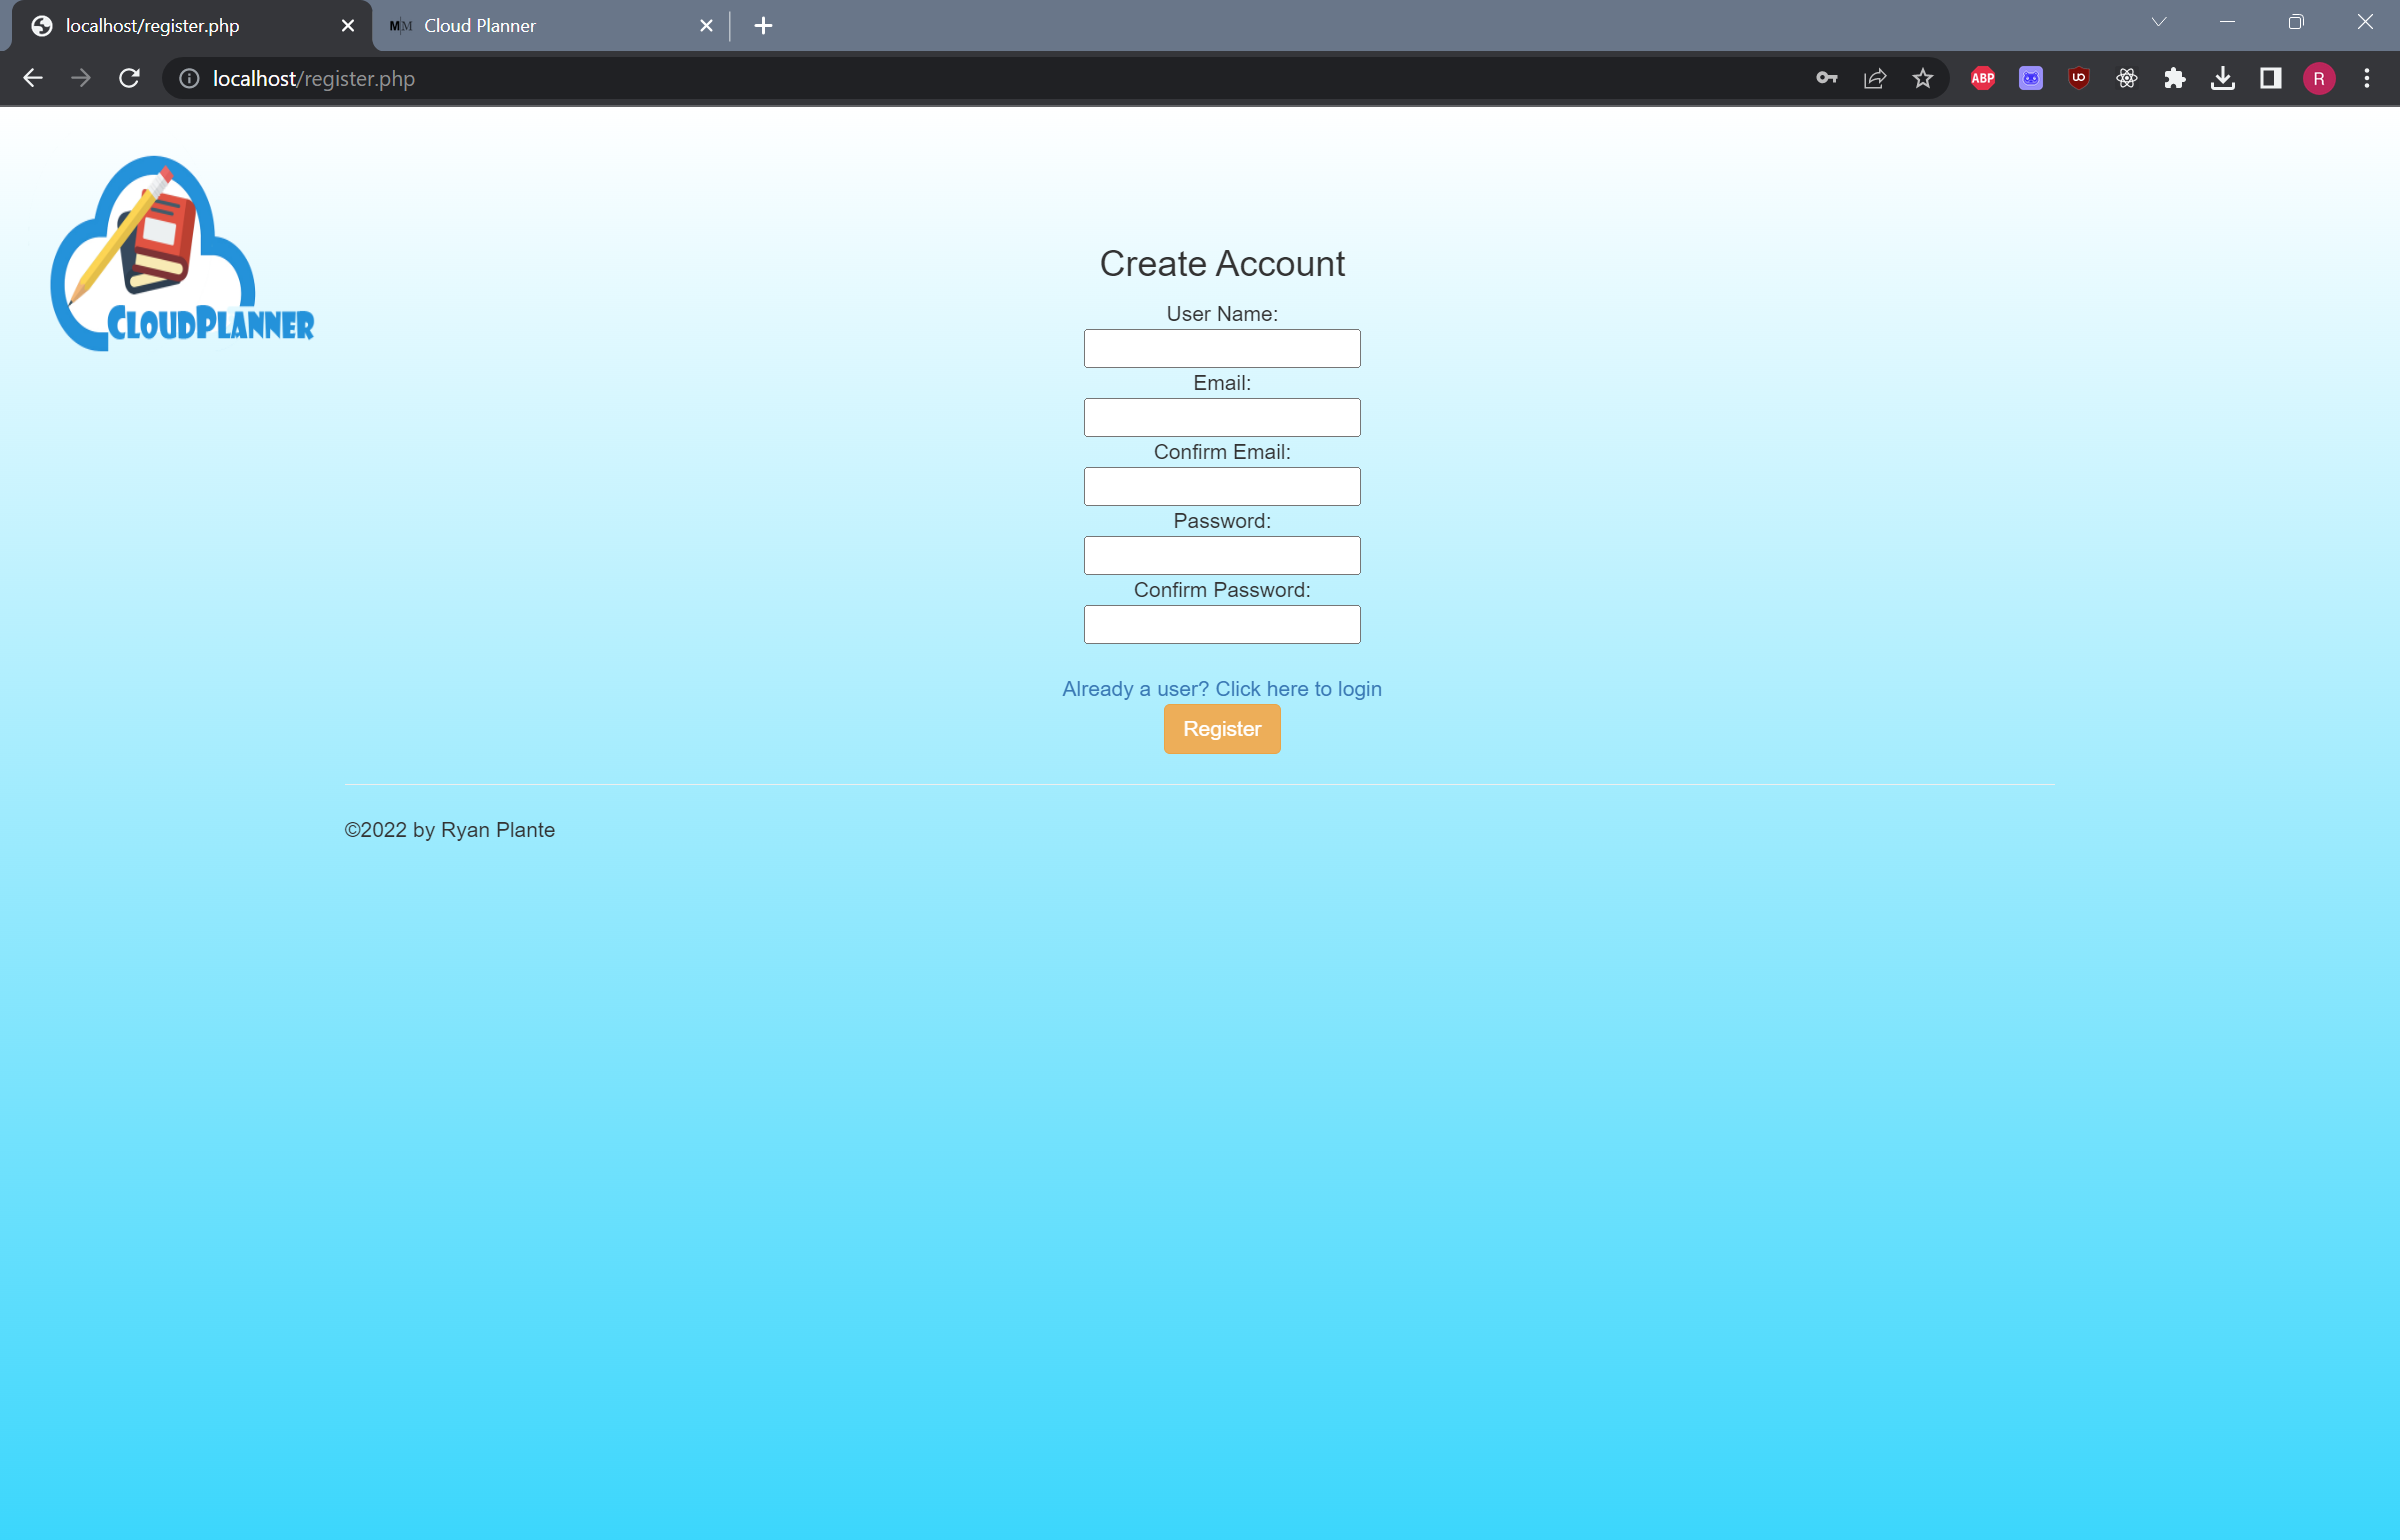 localhost/register.php
M|M Cloud Planner
localhost/register.php
ABP
UO
R
CLOUDPLANNER
Create Account
User Name:
Email:
Confirm Email:
Password:
Confirm Password:
Already a user? Click here to login
Register
©2022 by Ryan Plante